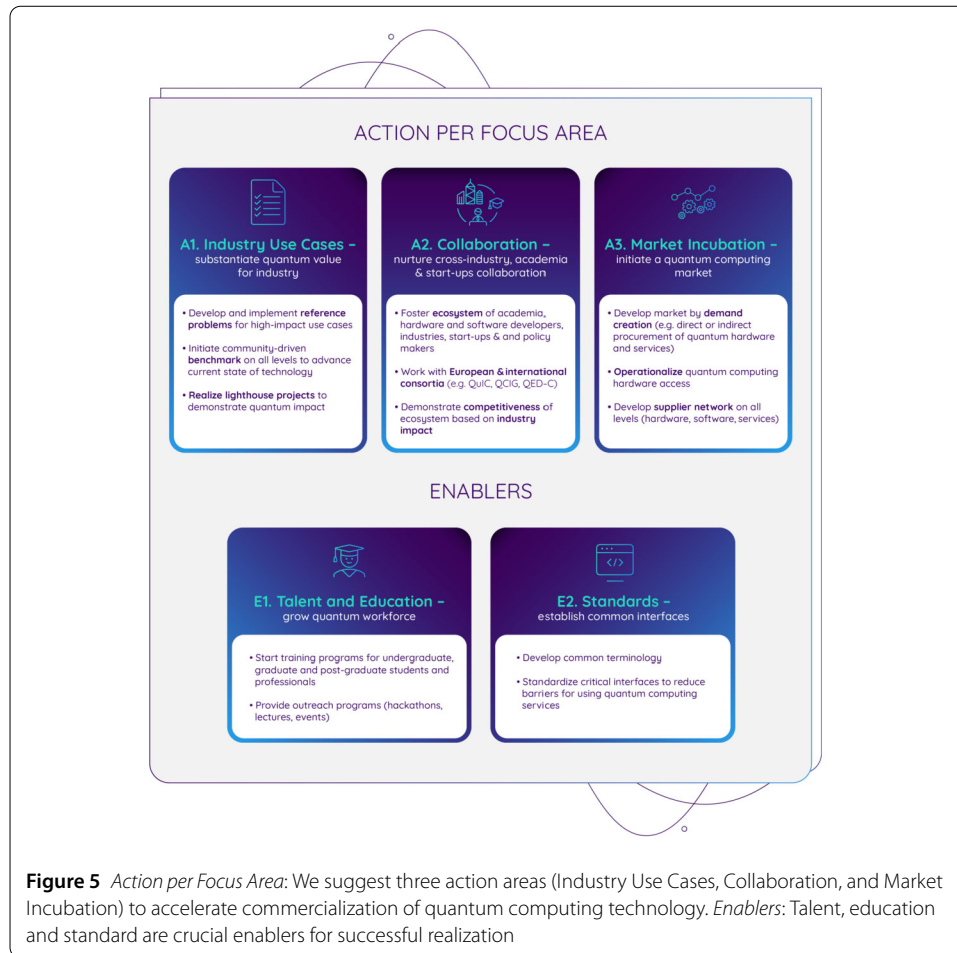 ACTION PER FOCUS AREA
A1. Industry Use Cases –
substantiate quantum value
for industry
• Develop and implement reference
problems for high-impact use cases
• Initiate community-driven
benchmark on all levels to advance
current state of technology
• Realize lighthouse projects to
demonstrate quantum impact
A2. Collaboration –
nurture cross-industry, academia
& start-ups collaboration
• Foster ecosystem of academia,
hardware and software developers,
industries, start-ups & and policy
makers
• Work with European & international
consortia (e.g. QuIC, QCIG, QED-C)
• Demonstrate competitiveness of
ecosystem based on industry
impact
A3. Market Incubation –
initiate a quantum computing
market
• Develop market by demand
creation (e.g. direct or indirect
procurement of quantum hardware
and services)
• Operationalize quantum computing
hardware access
• Develop supplier network on all
levels (hardware, software, services)
ENABLERS
E1. Talent and Education –
grow quantum workforce
• Start training programs for undergraduate,
graduate and post-graduate students and
professionals
• Provide outreach programs (hackathons,
lectures, events)
E2. Standards –
establish common interfaces
• Develop common terminology
• Standardize critical interfaces to reduce
barriers for using quantum computing
services
Figure 5 Action per Focus Area: We suggest three action areas (Industry Use Cases, Collaboration, and Market
Incubation) to accelerate commercialization of quantum computing technology. Enablers: Talent, education
and standard are crucial enablers for successful realization